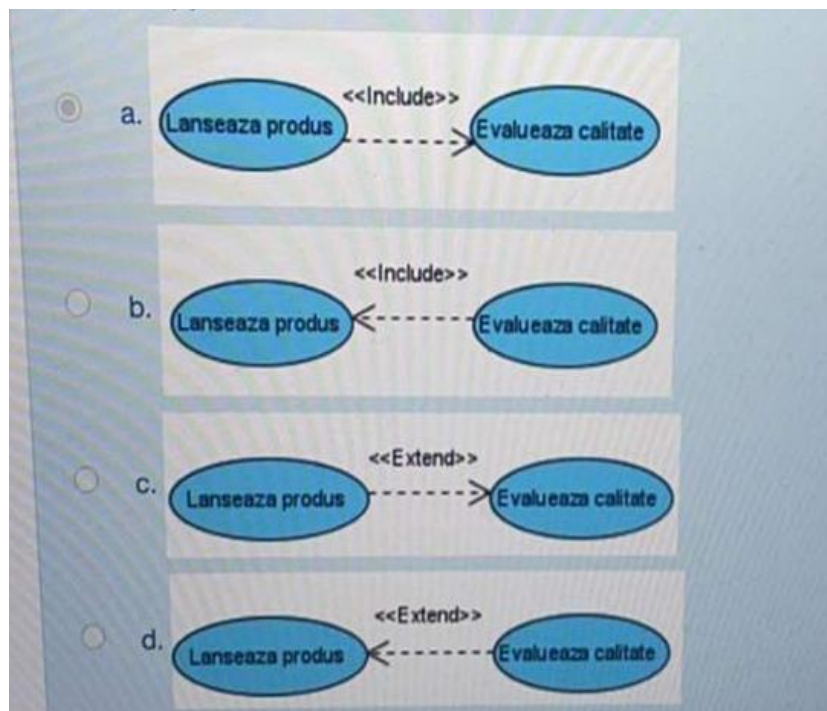 a.
<<Include>>
Lanseaza produs
Evalueaza calitate
b.
<<Include>>
Lanseaza produs
Evalueaza calitate
c.
<<Extend>>
Lanseaza produs
Evalueaza calitate
d.
<<Extend>>
Lanseaza produs
Evalueaza calitate